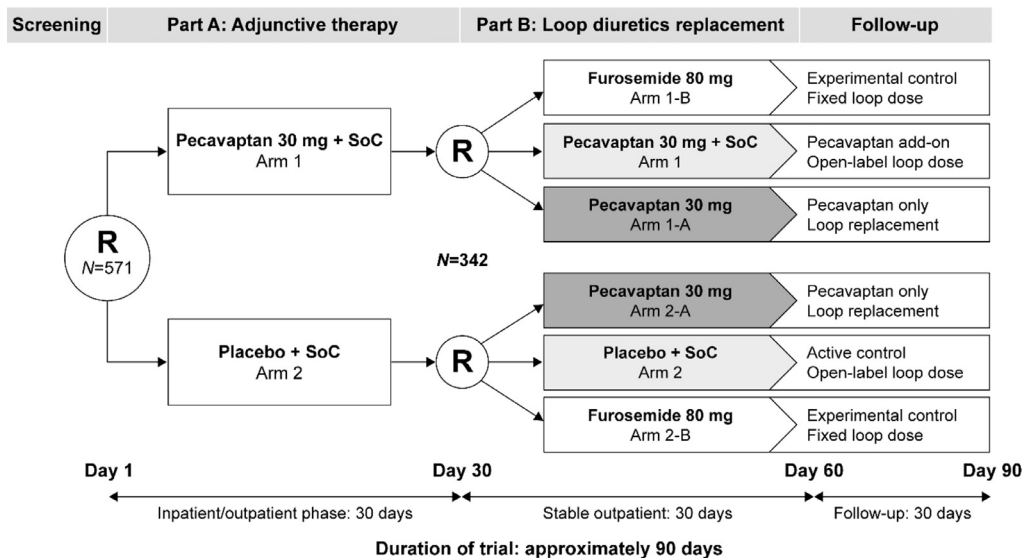 Screening
Part A: Adjunctive therapy
Part B: Loop diuretics replacement
Follow-up
R
N=571
Pecavaptan 30 mg + SoC
Arm 1
R
Furosemide 80 mg
Arm 1-B
Experimental control
Fixed loop dose
Pecavaptan 30 mg + SoC
Arm 1
Pecavaptan add-on
Open-label loop dose
Pecavaptan 30 mg
Arm 1-A
Pecavaptan only
Loop replacement
N=342
Placebo + SoC
Arm 2
R
Pecavaptan 30 mg
Arm 2-A
Pecavaptan only
Loop replacement
Placebo + SoC
Arm 2
Active control
Open-label loop dose
Furosemide 80 mg
Arm 2-B
Experimental control
Fixed loop dose
Day 1
Day 30
Day 60
Day 90
Inpatient/outpatient phase: 30 days
Stable outpatient: 30 days
Follow-up: 30 days
Duration of trial: approximately 90 days